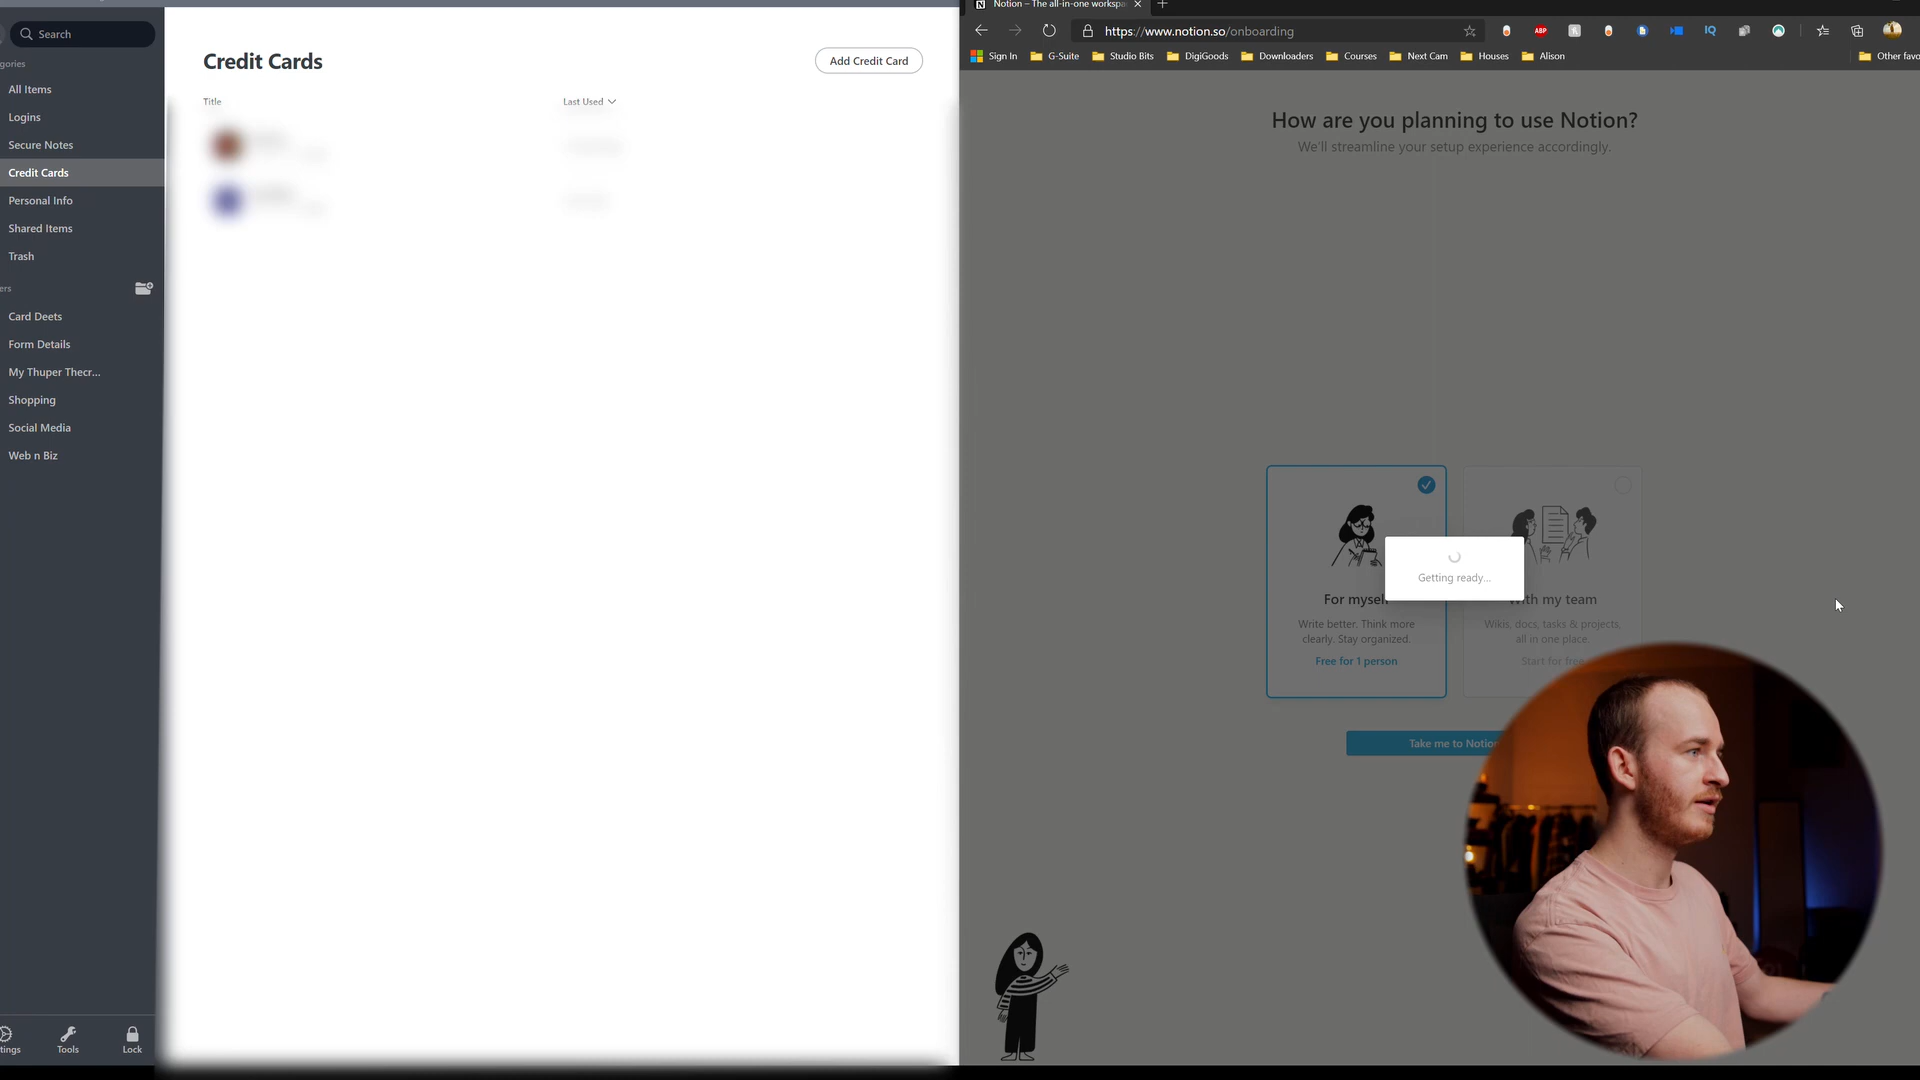 Search
gories
All Items
Logins
Secure Notes
Credit Cards
Personal Info
Shared Items
Trash
ers
Card Deets
Form Details
My Thuper Thecr...
Shopping
Social Media
Web n Biz
tings
Tools
Lock
Credit Cards
Add Credit Card
Title
Last Used
Notion – The all-in-one workspa
https://www.notion.so/onboarding
ABP
IQ
Sign In
G-Suite
Studio Bits
DigiGoods
Downloaders
Courses
Next Cam
Houses
Alison
Other favo
How are you planning to use Notion?
We'll streamline your setup experience accordingly.
Getting ready...
For myself
Write better. Think more
clearly. Stay organized.
Free for 1 person
With my team
Wikis, docs, tasks & projects,
all in one place.
Start for free
Take me to Notion